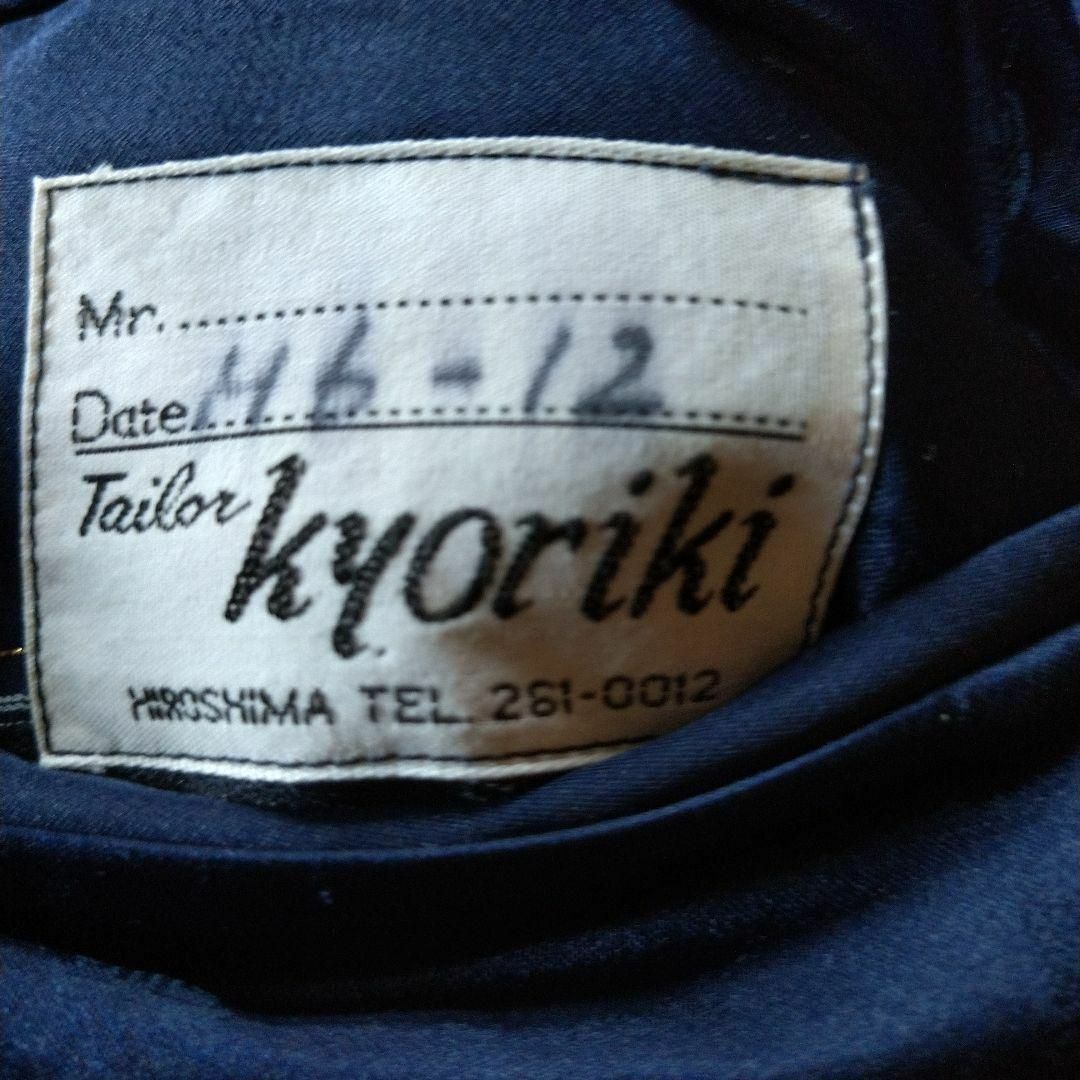 Mr.
Date H6-12
Tailor Kyoriki
HIROSHIMA TEL. 261-0012